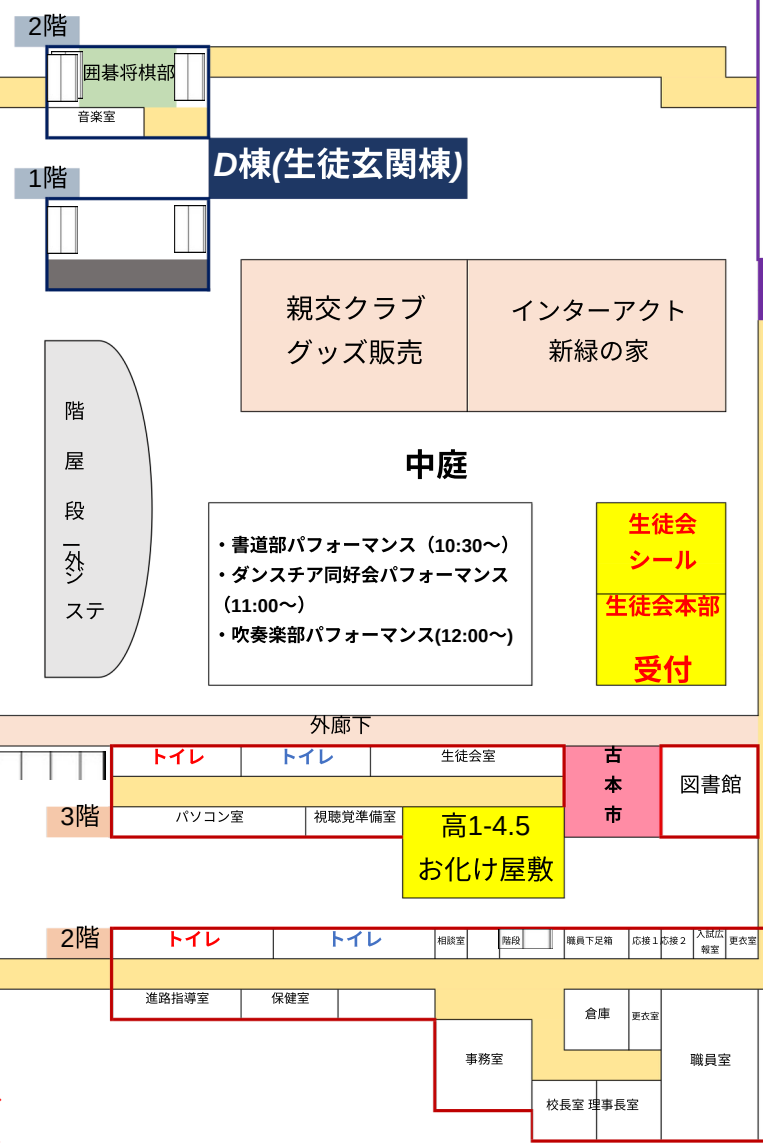 2階
囲碁将棋部
音楽室
D棟(生徒玄関棟)
1階
親交クラブ
グッズ販売
インターアクト
新緑の家
階
屋
段
外
ジ
ステ
中庭
・書道部パフォーマンス（10:30〜）
・ダンスチア同好会パフォーマンス
（11:00〜）
・吹奏楽部パフォーマンス(12:00〜)
生徒会
シール
生徒会本部
受付
外廊下
トイレ
トイレ
生徒会室
古
本
市
図書館
3階
パソコン室
視聴覚準備室
高1-4.5
お化け屋敷
2階
トイレ
トイレ
相談室
階段
職員下足箱
応接１
応接２
入試広
報室
更衣室
進路指導室
保健室
倉庫
更衣室
事務室
職員室
校長室
理事長室